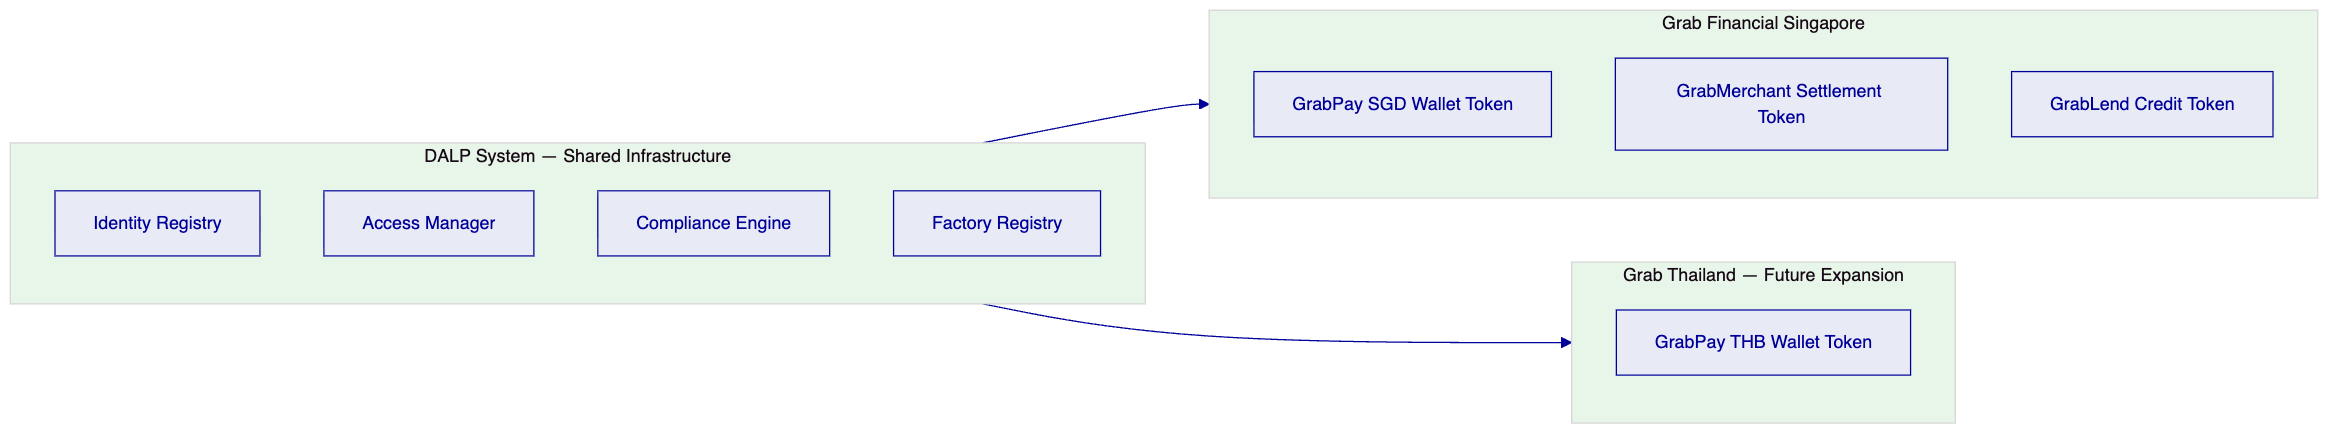 DALP System — Shared Infrastructure
Identity Registry
Access Manager
Compliance Engine
Factory Registry
Grab Financial Singapore
GrabPay SGD Wallet Token
GrabMerchant Settlement
Token
GrabLend Credit Token
Grab Thailand — Future Expansion
GrabPay THB Wallet Token